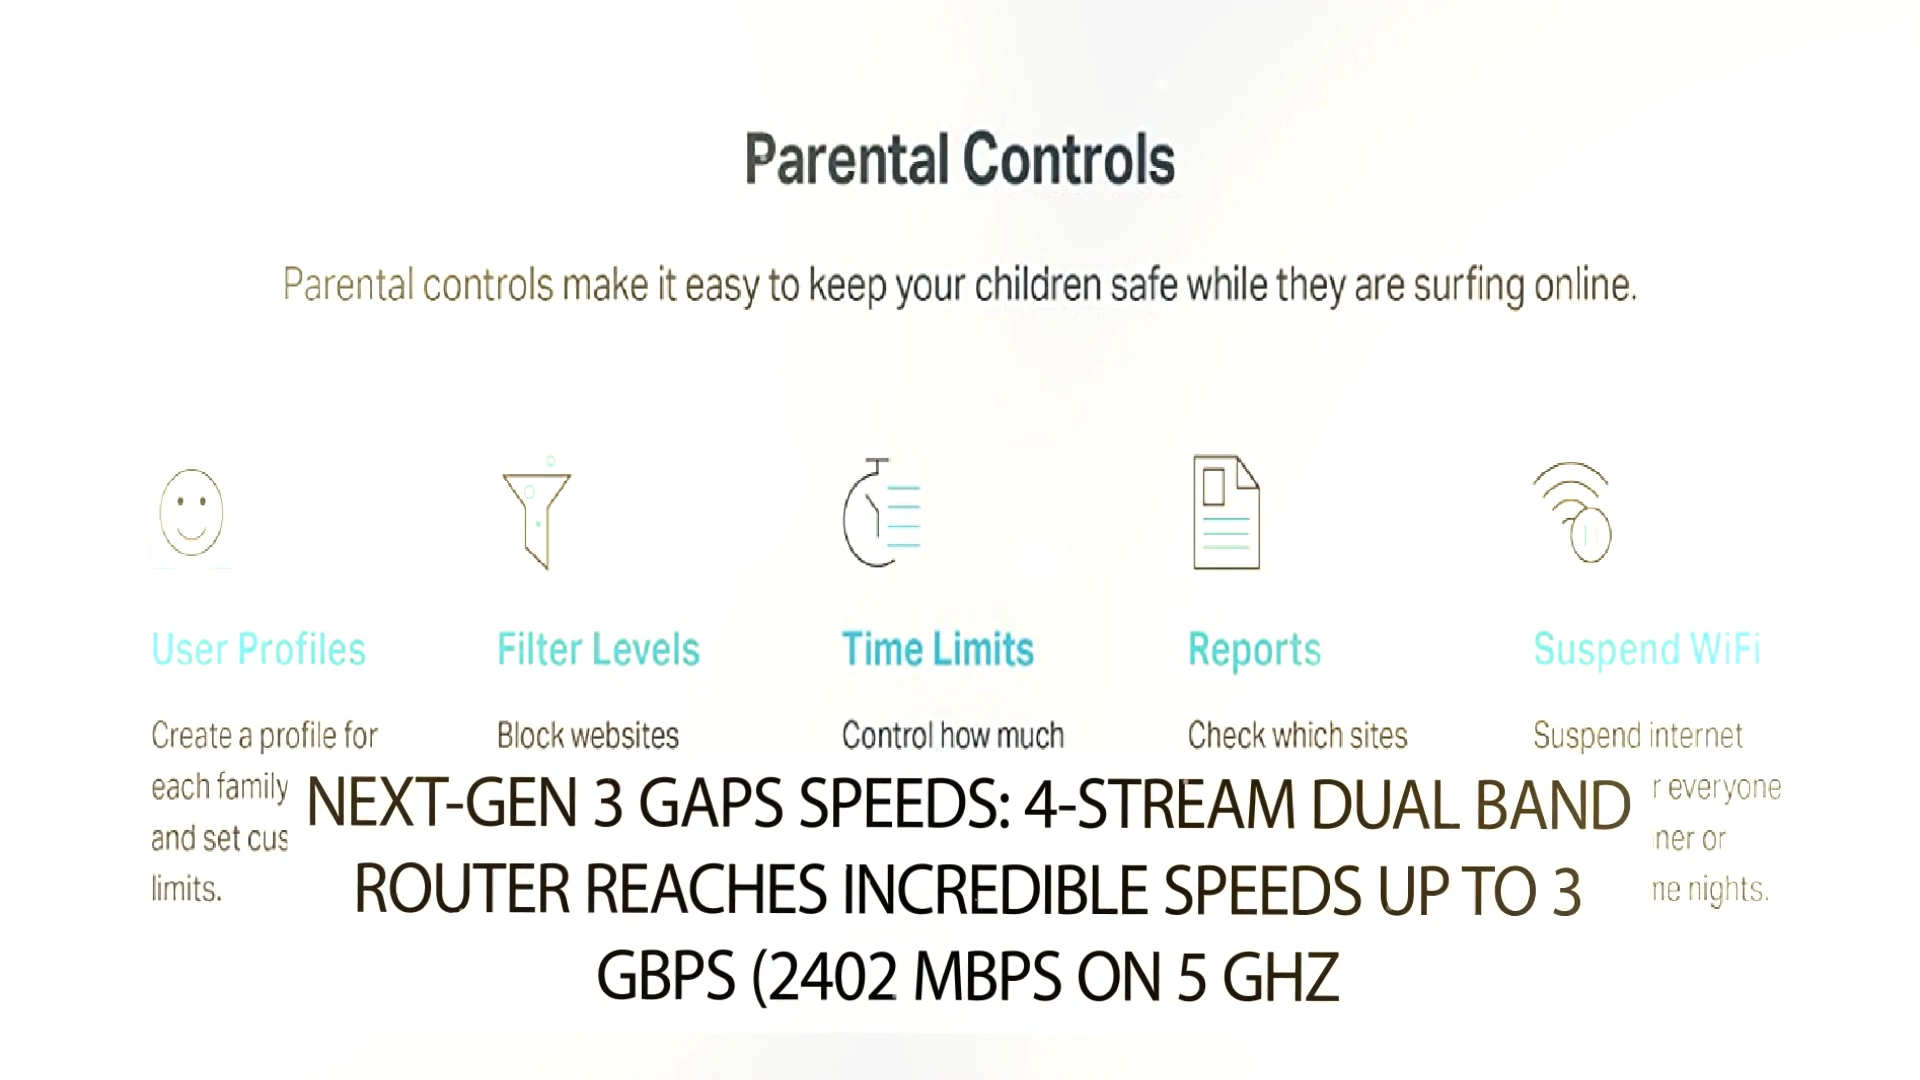 Parental Controls
Parental controls make it easy to keep your children safe while they are surfing online.
User Profiles
Create a profile for
each family
and set
limits.
Filter Levels
Block websites
Time Limits
Control how much
Reports
Check which sites
Suspend WiFi
Suspend internet
everyone
or
nights.
NEXT-GEN 3 GAPS SPEEDS: 4-STREAM DUAL BAND
ROUTER REACHES INCREDIBLE SPEEDS UP TO 3
GBPS (2402 MBPS ON 5 GHZ